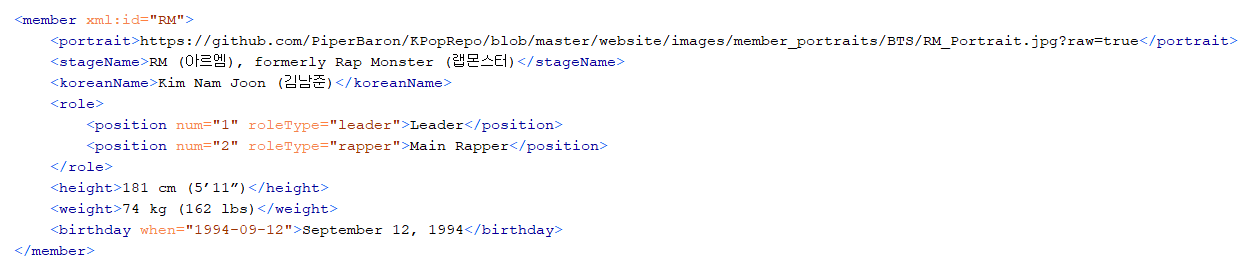 <member xml:id="RM">
<portrait>https://github.com/PiperBaron/KPopRepo/blob/master/website/images/member_portraits/BTS/RM_Portrait.jpg?raw=true</portrait>
<stageName>RM (아르엠), formerly Rap Monster (랩몬스터)</stageName>
<koreanName>Kim Nam Joon (김남준)</koreanName>
<role>
<position num="1" roleType="leader">Leader</position>
<position num="2" roleType="rapper">Main Rapper</position>
</role>
<height>181 cm (5’11”)</height>
<weight>74 kg (162 lbs)</weight>
<birthday when="1994-09-12">September 12, 1994</birthday>
</member>